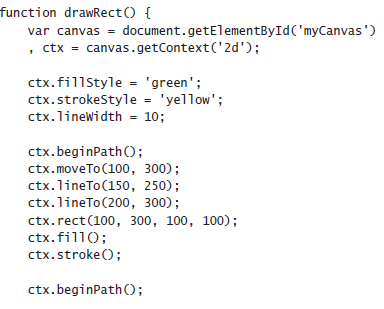 function drawRect() {
var canvas = document.getElementById('myCanvas')
, ctx = canvas.getContext('2d');
ctx.fillStyle = 'green';
ctx.strokeStyle = 'yellow';
ctx.lineWidth = 10;
ctx.beginPath();
ctx.moveTo(100, 300);
ctx.lineTo(150, 250);
ctx.lineTo(200, 300);
ctx.rect(100, 300, 100, 100);
ctx.fill();
ctx.stroke();
ctx.beginPath();